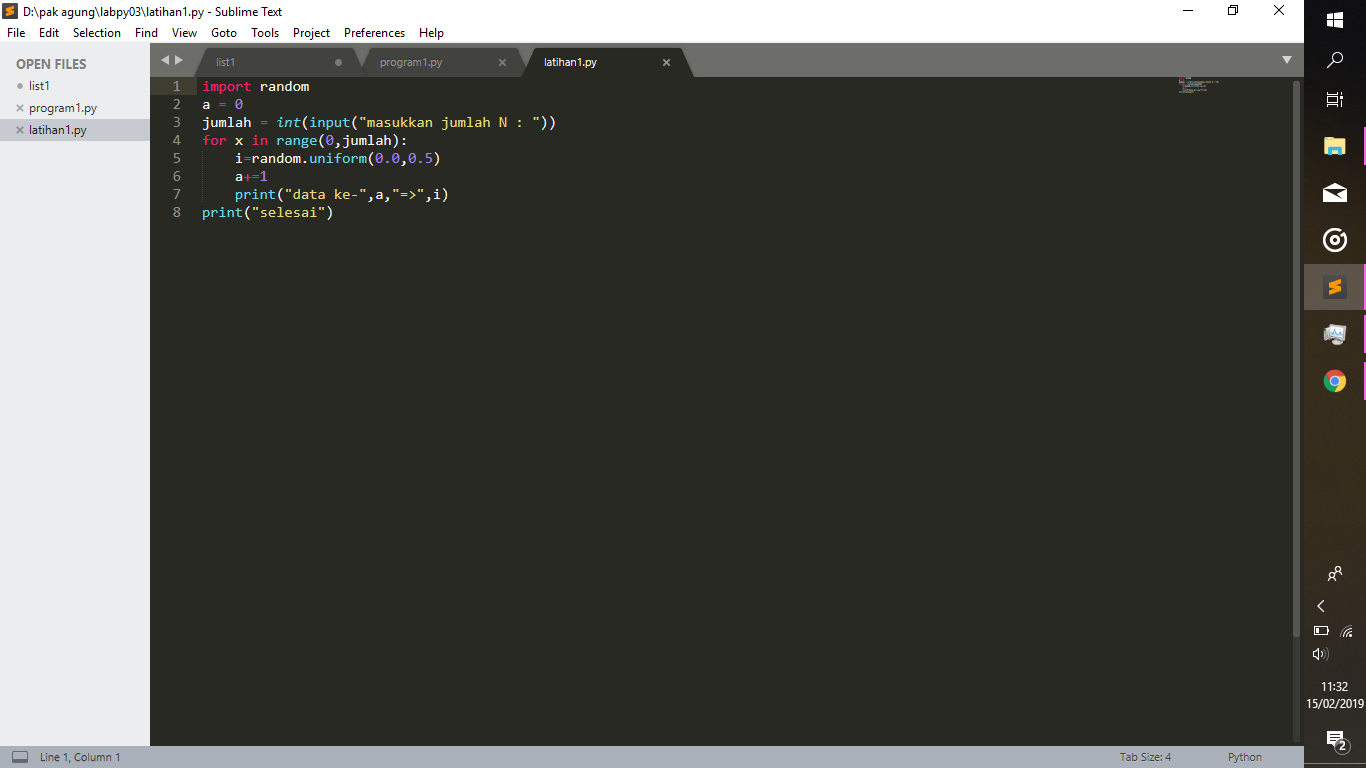 D:\pak agung\labpy03\latihan1.py - Sublime Text
File Edit Selection Find View Goto Tools Project Preferences Help
OPEN FILES
list1
program1.py
latihan1.py
list1 program1.py latihan1.py
1 import random
2 a = 0
3 jumlah = int(input("masukkan jumlah N : "))
4 for x in range(0,jumlah):
5 i=random.uniform(0.0,0.5)
6 a+=1
7 print("data ke-",a,"=>",i)
8 print("selesai")
Line 1, Column 1
Tab Size: 4
Python
11:32
15/02/2019
2